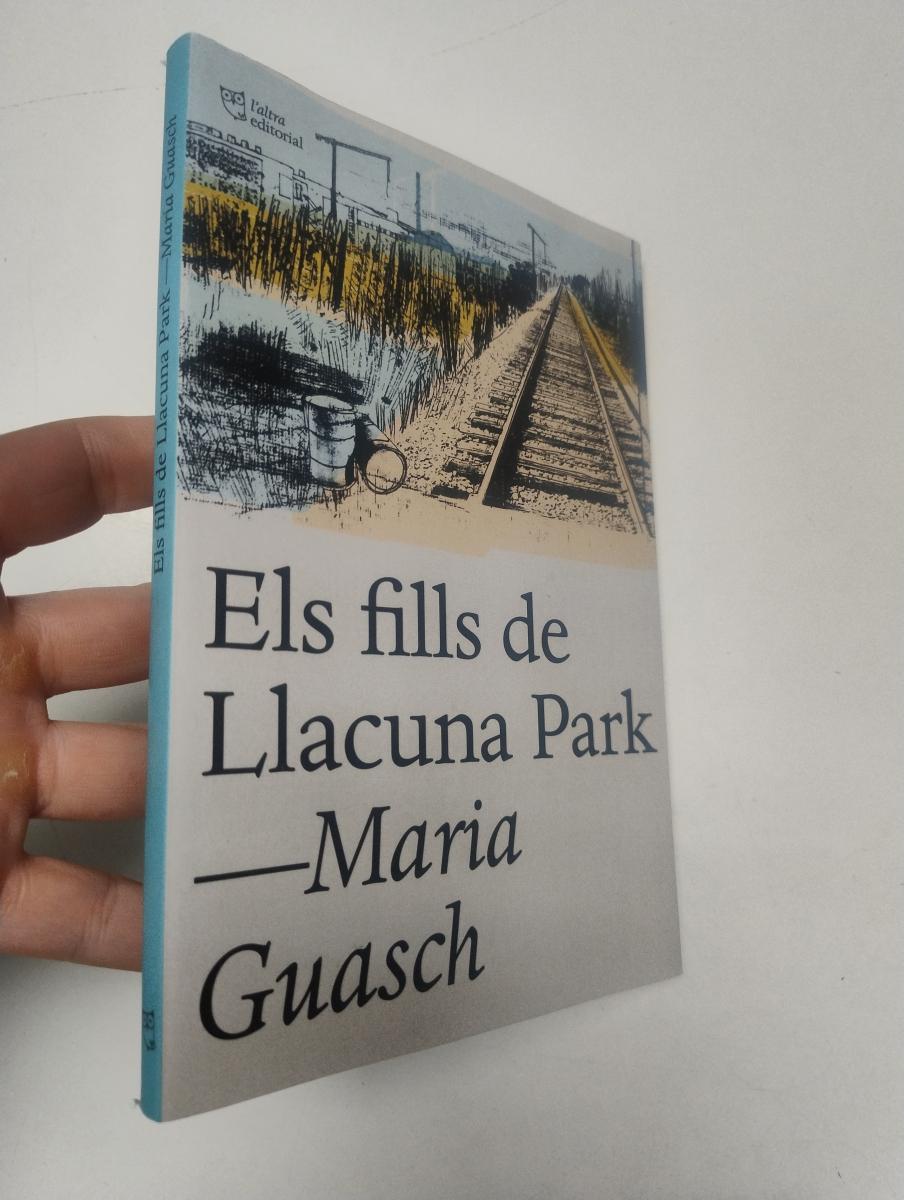 l'altra
editorial
Els fills de
Llacuna Park
—Maria
Guasch
Els fills de Llacuna Park—Maria Guasch